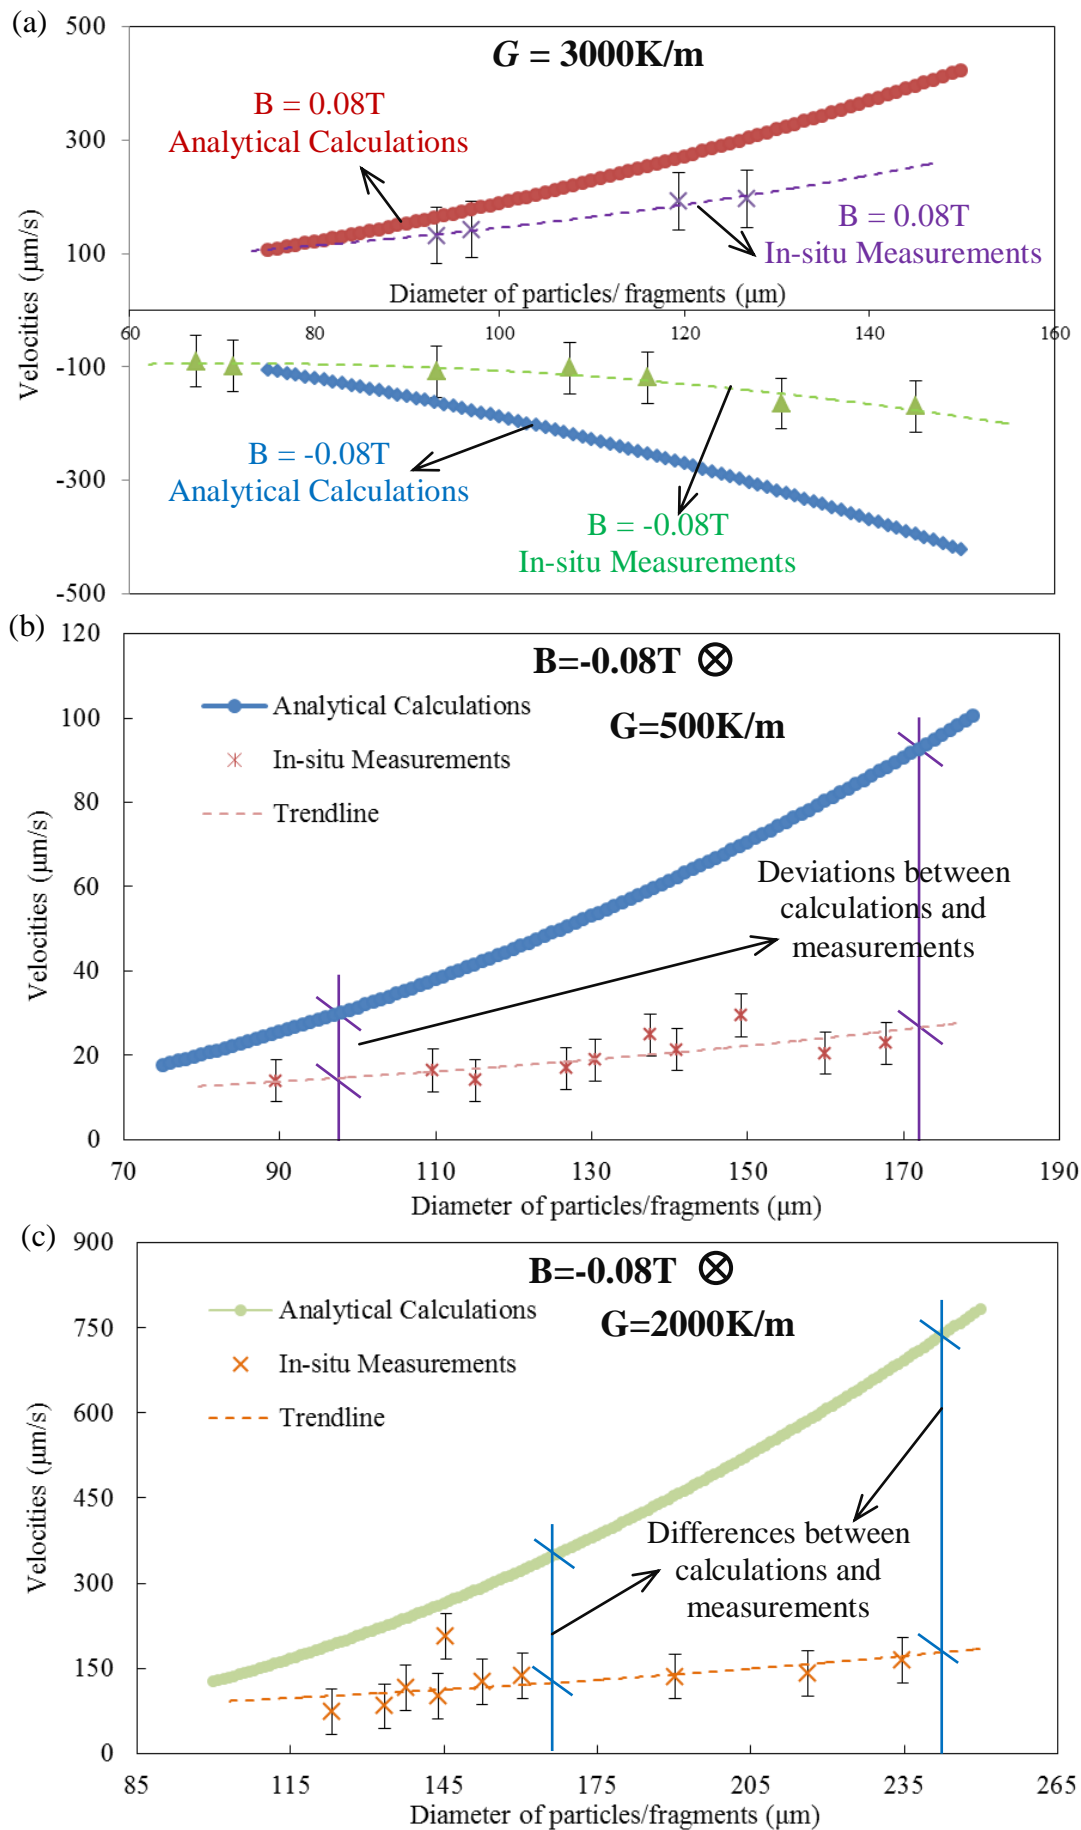 (a)
500
300
100
-100
-300
-500
Velocities (μm/s)
G = 3000K/m
B = 0.08T
Analytical Calculations
B = 0.08T
In-situ Measurements
Diameter of particles/ fragments (μm)
60 80 100 120 140 160
B = -0.08T
Analytical Calculations
B = -0.08T
In-situ Measurements
(b)
120
100
80
60
40
20
0
Velocities (μm/s)
B=-0.08T ⊗
G=500K/m
Analytical Calculations
In-situ Measurements
Trendline
Deviations between
calculations and
measurements
70 90 110 130 150 170 190
Diameter of particles/fragments (μm)
(c)
900
750
600
450
300
150
0
Velocities (μm/s)
B=-0.08T ⊗
G=2000K/m
Analytical Calculations
In-situ Measurements
Trendline
Differences between
calculations and
measurements
85 115 145 175 205 235 265
Diameter of particles/fragments (μm)